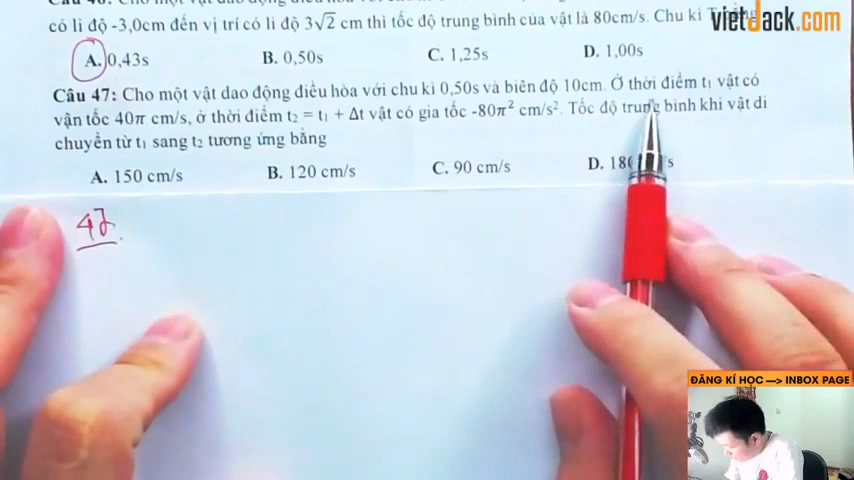 có li độ -3,0cm đến vị trí có li độ 3√2 cm thì tốc độ trung bình của vật là 80cm/s. Chu kì
vietJack.com
A. 0,43s B. 0,50s C. 1,25s D. 1,00s
Câu 47: Cho một vật dao động điều hòa với chu kì 0,50s và biên độ 10cm. Ở thời điểm t₁ vật có
vận tốc 40π cm/s, ở thời điểm t₂ = t₁ + Δt vật có gia tốc -80π² cm/s². Tốc độ trung bình khi vật di
chuyển từ t₁ sang t₂ tương ứng bằng
A. 150 cm/s B. 120 cm/s C. 90 cm/s D.
47.
ĐĂNG KÍ HỌC —> INBOX PAGE